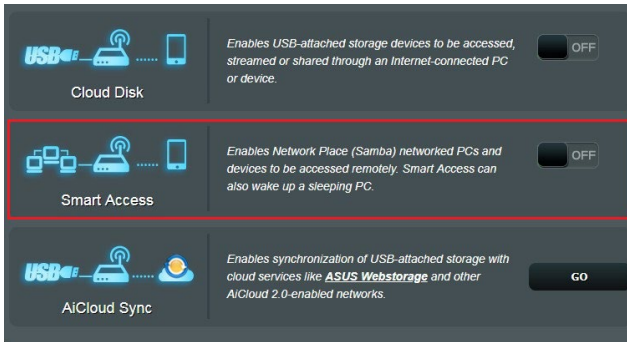 USB
Cloud Disk
Enables USB-attached storage devices to be accessed,
streamed or shared through an Internet-connected PC
or device.
OFF
Smart Access
Enables Network Place (Samba) networked PCs and
devices to be accessed remotely. Smart Access can
also wake up a sleeping PC.
OFF
USB
AiCloud Sync
Enables synchronization of USB-attached storage with
cloud services like ASUS Webstorage and other
AiCloud 2.0-enabled networks.
GO